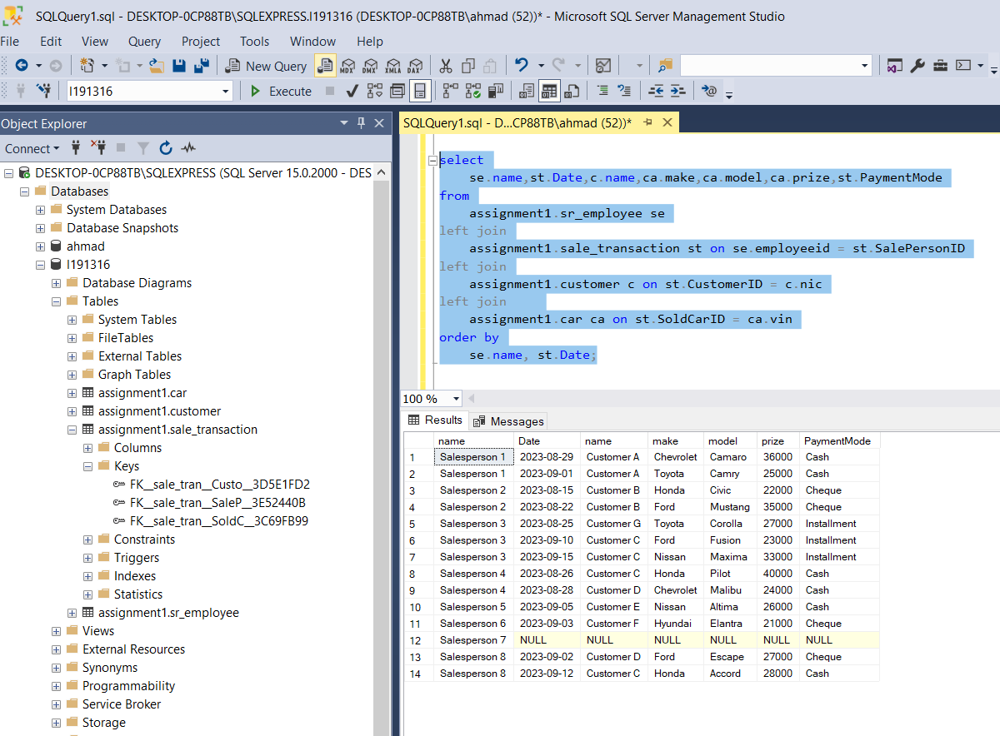 SQLQuery1.sql - DESKTOP-0CP88TB\SQLEXPRESS.I191316 (DESKTOP-0CP88TB\ahmad (52))* - Microsoft SQL Server Management Studio
File Edit View Query Project Tools Window Help
New Query MDX DMX XMLA DAX
I191316 Execute
Object Explorer
Connect
DESKTOP-0CP88TB\SQLEXPRESS (SQL Server 15.0.2000 - DES
Databases
System Databases
Database Snapshots
ahmad
I191316
Database Diagrams
Tables
System Tables
FileTables
External Tables
Graph Tables
assignment1.car
assignment1.customer
assignment1.sale_transaction
Columns
Keys
FK__sale_tran__Custo__3D5E1FD2
FK__sale_tran__SaleP__3E52440B
FK__sale_tran__SoldC__3C69FB99
Constraints
Triggers
Indexes
Statistics
assignment1.sr_employee
Views
External Resources
Synonyms
Programmability
Service Broker
Storage
SQLQuery1.sql - D...CP88TB\ahmad (52))*
select
se.name,st.Date,c.name,ca.make,ca.model,ca.prize,st.PaymentMode
from
assignment1.sr_employee se
left join
assignment1.sale_transaction st on se.employeeid = st.SalePersonID
left join
assignment1.customer c on st.CustomerID = c.nic
left join
assignment1.car ca on st.SoldCarID = ca.vin
order by
se.name, st.Date;
100 %
Results Messages
name Date name make model prize PaymentMode
1 Salesperson 1 2023-08-29 Customer A Chevrolet Camaro 36000 Cash
2 Salesperson 1 2023-09-01 Customer A Toyota Camry 25000 Cash
3 Salesperson 2 2023-08-15 Customer B Honda Civic 22000 Cheque
4 Salesperson 2 2023-08-22 Customer B Ford Mustang 35000 Cheque
5 Salesperson 3 2023-08-25 Customer G Toyota Corolla 27000 Installment
6 Salesperson 3 2023-09-10 Customer C Ford Fusion 23000 Installment
7 Salesperson 3 2023-09-15 Customer C Nissan Maxima 33000 Installment
8 Salesperson 4 2023-08-26 Customer C Honda Pilot 40000 Cash
9 Salesperson 4 2023-08-28 Customer D Chevrolet Malibu 24000 Cash
10 Salesperson 5 2023-09-05 Customer E Nissan Altima 26000 Cash
11 Salesperson 6 2023-09-03 Customer F Hyundai Elantra 21000 Cheque
12 Salesperson 7 NULL NULL NULL NULL NULL NULL
13 Salesperson 8 2023-09-02 Customer D Ford Escape 27000 Cheque
14 Salesperson 8 2023-09-12 Customer C Honda Accord 28000 Cash